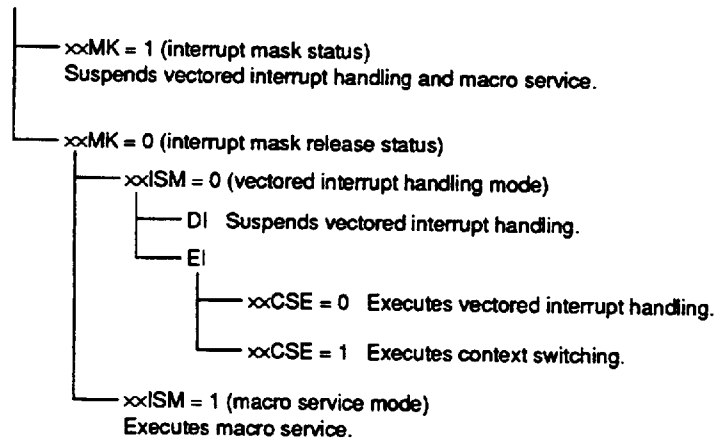 xxMK = 1 (interrupt mask status)
Suspends vectored interrupt handling and macro service.
xxMK = 0 (interrupt mask release status)
xxISM = 0 (vectored interrupt handling mode)
DI Suspends vectored interrupt handling.
EI
xxCSE = 0 Executes vectored interrupt handling.
xxCSE = 1 Executes context switching.
xxISM = 1 (macro service mode)
Executes macro service.